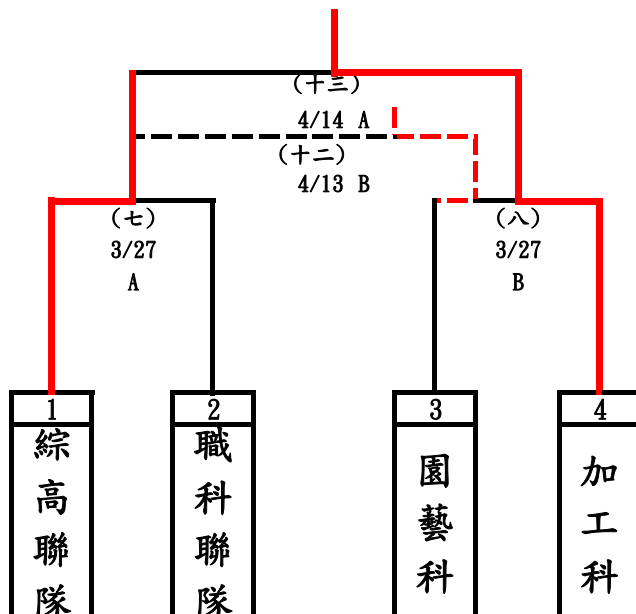 (十三)
4/14 A
(十二)
4/13 B
(七)
3/27
A
(八)
3/27
B
1
2
3
4
綜高聯隊
職科聯隊
園藝科
加工科